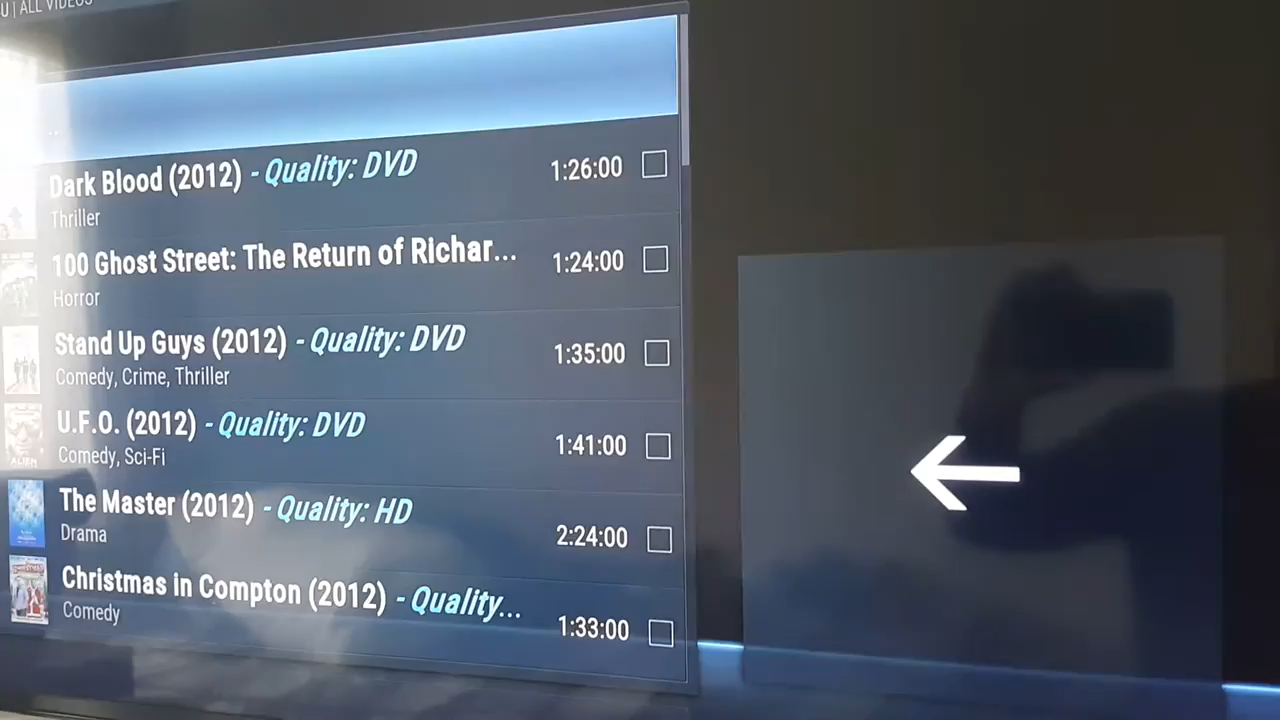 U | ALL VIDEOS
..
Dark Blood (2012) - Quality: DVD 1:26:00
Thriller
100 Ghost Street: The Return of Richar... 1:24:00
Horror
Stand Up Guys (2012) - Quality: DVD 1:35:00
Comedy, Crime, Thriller
U.F.O. (2012) - Quality: DVD 1:41:00
Comedy, Sci-Fi
The Master (2012) - Quality: HD 2:24:00
Drama
Christmas in Compton (2012) - Quality... 1:33:00
Comedy